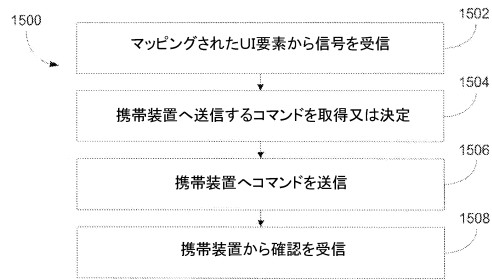 1500
1502
マッピングされたUI要素から信号を受信
1504
携帯装置へ送信するコマンドを取得又は決定
1506
携帯装置へコマンドを送信
1508
携帯装置から確認を受信